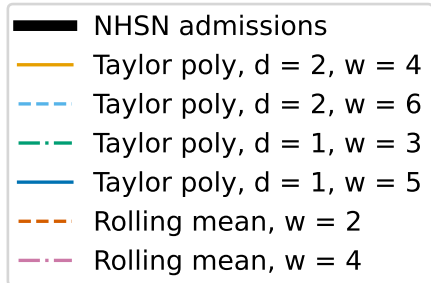 NHSN admissions
Taylor poly, d = 2, w = 4
Taylor poly, d = 2, w = 6
Taylor poly, d = 1, w = 3
Taylor poly, d = 1, w = 5
Rolling mean, w = 2
Rolling mean, w = 4